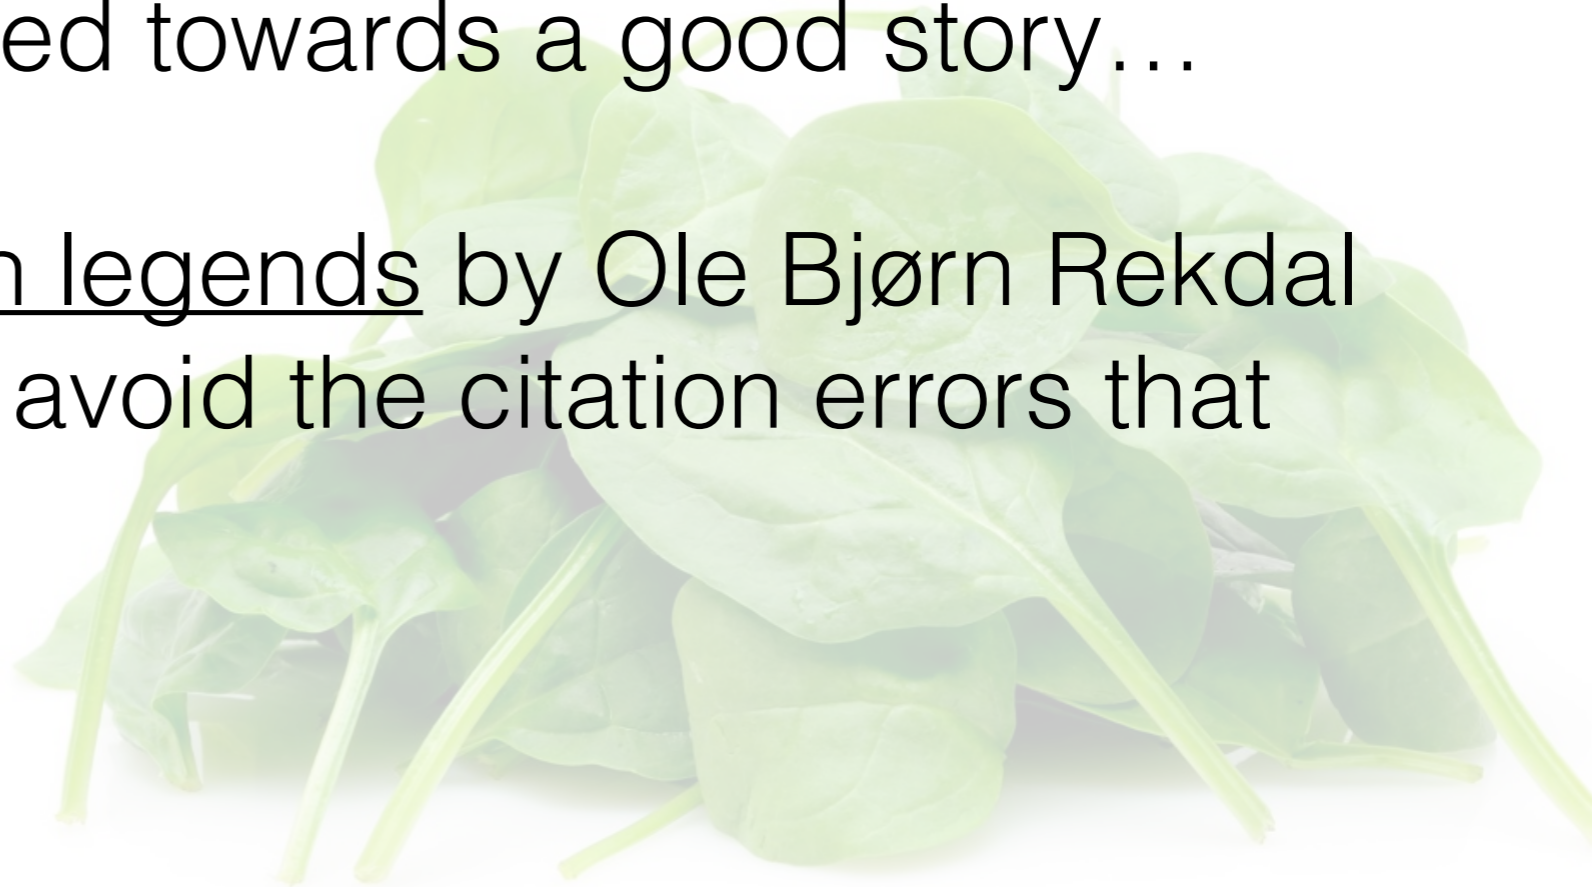 ed towards a good story…
n legends by Ole Bjørn Rekdal
avoid the citation errors that